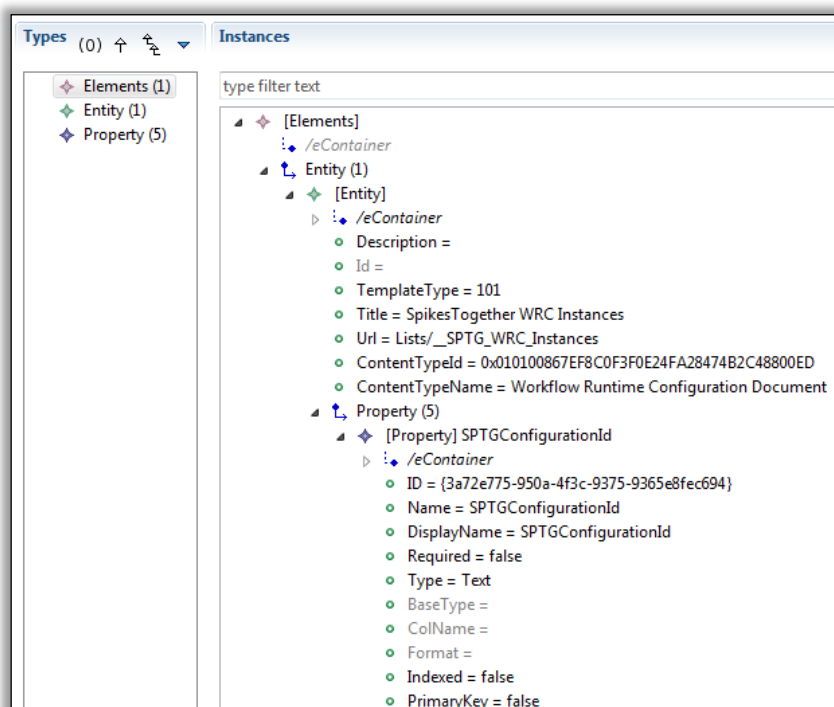 Types (0)
Instances
Elements (1)
Entity (1)
Property (5)
type filter text
[Elements]
/eContainer
Entity (1)
[Entity]
/eContainer
Description =
Id =
TemplateType = 101
Title = SpikesTogether WRC Instances
Url = Lists/__SPTG_WRC_Instances
ContentTypeId = 0x010100867EF8C0F3F0E24FA28474B2C48800ED
ContentTypeName = Workflow Runtime Configuration Document
Property (5)
[Property] SPTGConfigurationId
/eContainer
ID = {3a72e775-950a-4f3c-9375-9365e8fec694}
Name = SPTGConfigurationId
DisplayName = SPTGConfigurationId
Required = false
Type = Text
BaseType =
ColName =
Format =
Indexed = false
PrimaryKey = false